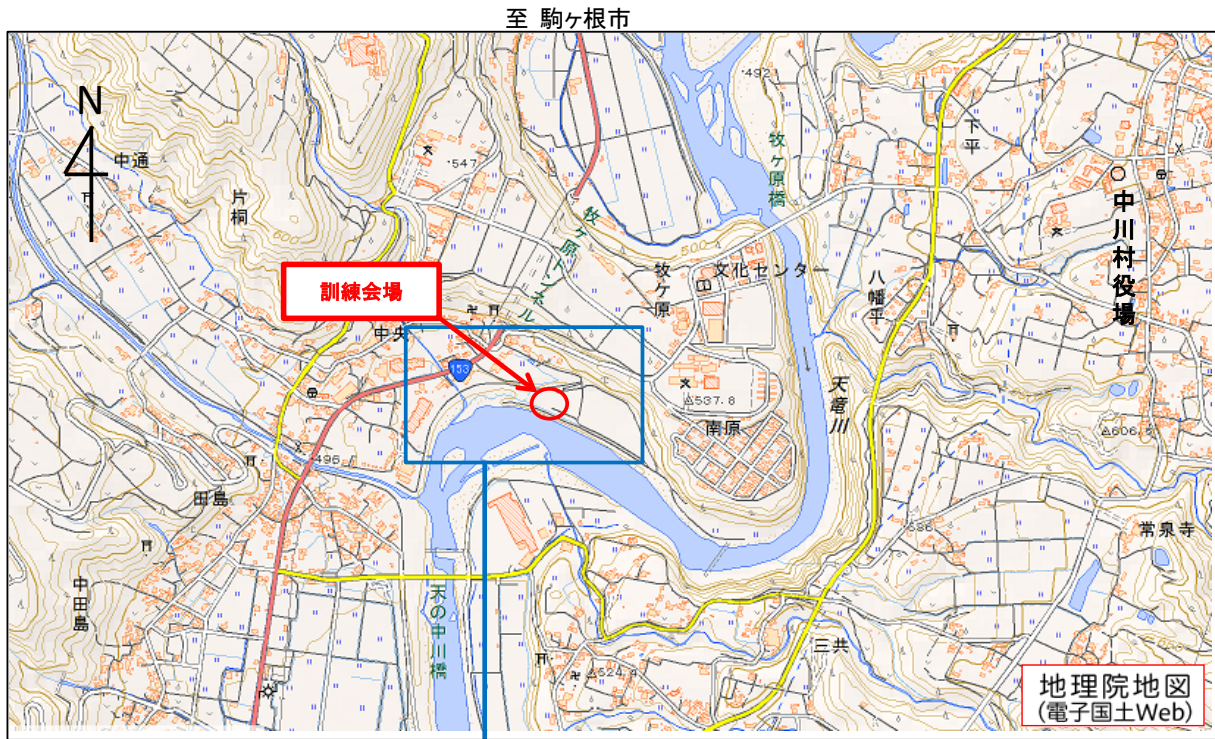 至 駒ヶ根市
N
中通
片桐
・547
・492
下平
牧ヶ原橋
中川村役場
牧ヶ原トンネル
牧ヶ原
文化センター
八幡平
訓練会場
中央
153
天竜川
△537.8
南原
△606.5
・496
田島
常泉寺
中田島
天の中川橋
三共
△524.4
地理院地図
(電子国土Web)